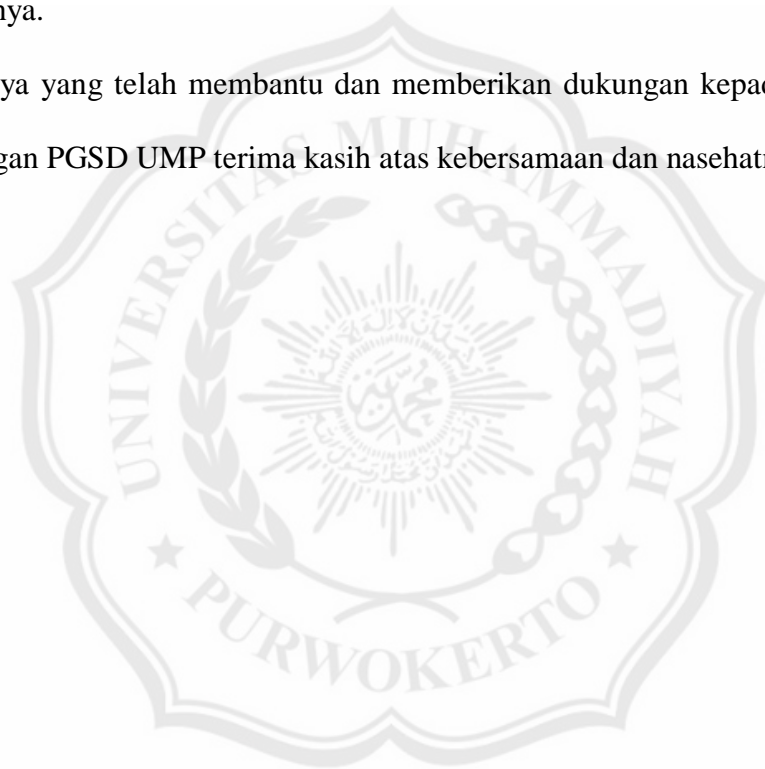 nya.
ya yang telah membantu dan memberikan dukungan kepad
gan PGSD UMP terima kasih atas kebersamaan dan nasehatn
UNIVERSITAS MUHAMMADIYAH
PURWOKERTO